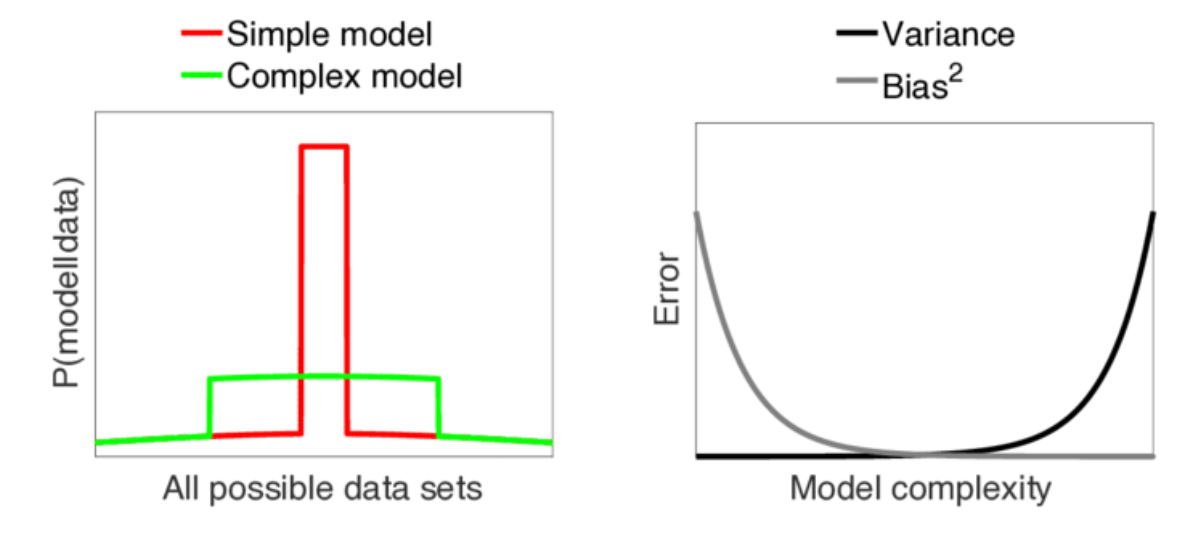 Simple model
Complex model
P(model|data)
All possible data sets
Variance
Bias²
Error
Model complexity